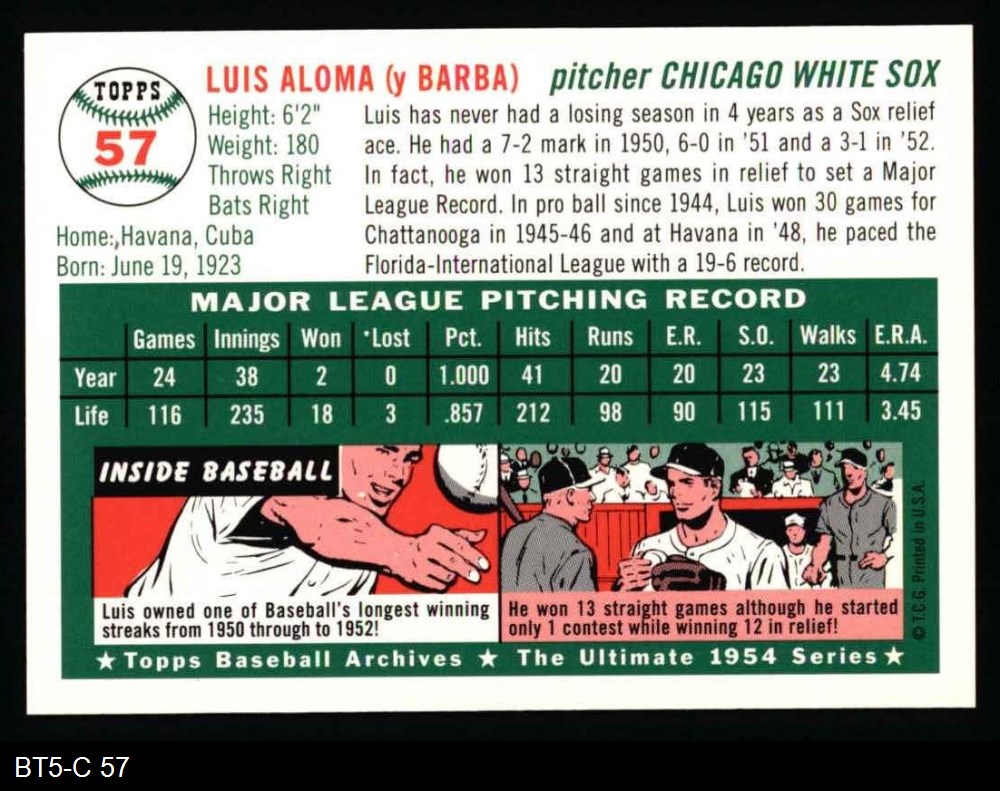 TOPPS
57
LUIS ALOMA (y BARBA) pitcher CHICAGO WHITE SOX
Height: 6'2"
Weight: 180
Throws Right
Bats Right
Home: Havana, Cuba
Born: June 19, 1923
Luis has never had a losing season in 4 years as a Sox relief
ace. He had a 7-2 mark in 1950, 6-0 in '51 and a 3-1 in '52.
In fact, he won 13 straight games in relief to set a Major
League Record. In pro ball since 1944, Luis won 30 games for
Chattanooga in 1945-46 and at Havana in '48, he paced the
Florida-International League with a 19-6 record.
MAJOR LEAGUE PITCHING RECORD
Games Innings Won Lost Pct. Hits Runs E.R. S.O. Walks E.R.A.
Year 24 38 2 0 1.000 41 20 20 23 23 4.74
Life 116 235 18 3 .857 212 98 90 115 111 3.45
INSIDE BASEBALL
Luis owned one of Baseball's longest winning
streaks from 1950 through to 1952!
He won 13 straight games although he started
only 1 contest while winning 12 in relief!
© T.C.G. Printed in U.S.A.
★ Topps Baseball Archives ★ The Ultimate 1954 Series ★
BT5-C 57